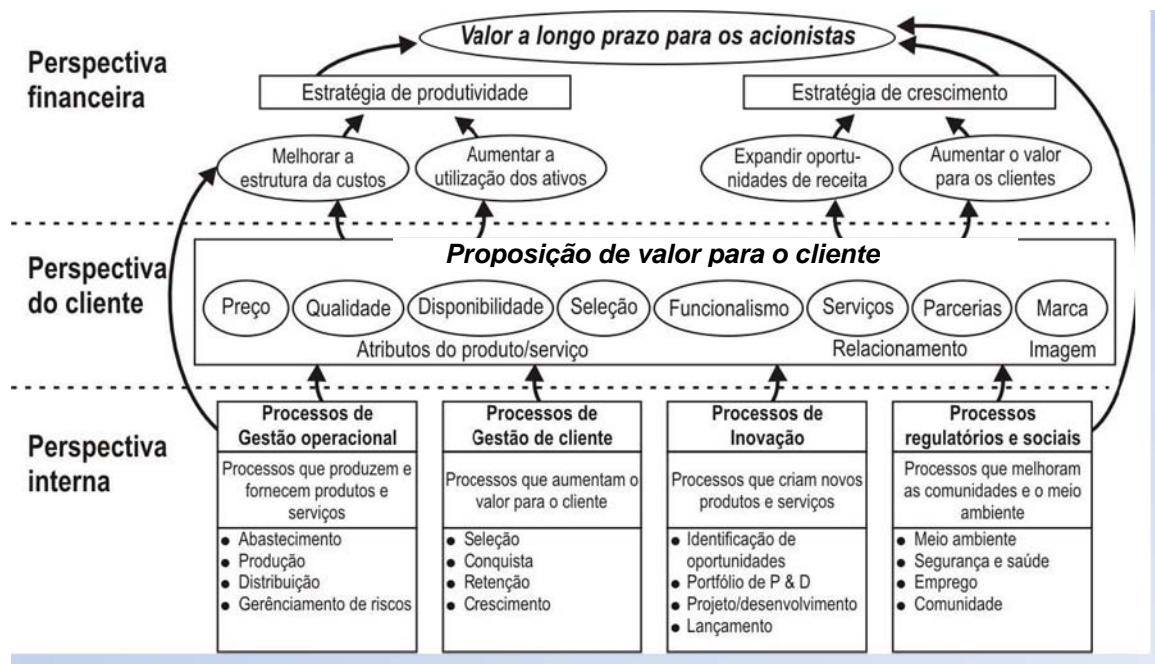 Valor a longo prazo para os acionistas
Perspectiva
financeira
Estratégia de produtividade
Estratégia de crescimento
Melhorar a
estrutura da custos
Aumentar a
utilização dos ativos
Expandir oportu-
nidades de receita
Aumentar o valor
para os clientes
Perspectiva
do cliente
Proposição de valor para o cliente
Preço
Qualidade
Disponibilidade
Seleção
Funcionalismo
Serviços
Parcerias
Marca
Atributos do produto/serviço
Relacionamento
Imagem
Perspectiva
interna
Processos de
Gestão operacional
Processos que produzem e
fornecem produtos e
serviços
● Abastecimento
● Produção
● Distribuição
● Gerênciamento de riscos
Processos de
Gestão de cliente
Processos que aumentam o
valor para o cliente
● Seleção
● Conquista
● Retenção
● Crescimento
Processos de
Inovação
Processos que criam novos
produtos e serviços
● Identificação de
oportunidades
● Portfólio de P & D
● Projeto/desenvolvimento
● Lançamento
Processos
regulatórios e sociais
Processos que melhoram
as comunidades e o meio
ambiente
● Meio ambiente
● Segurança e saúde
● Emprego
● Comunidade